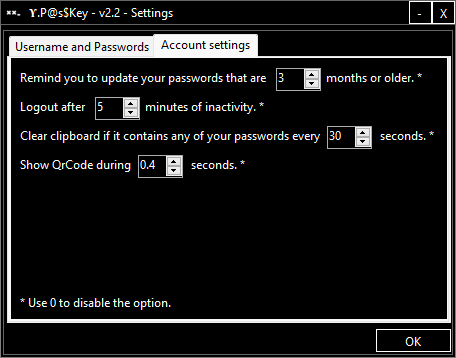 ϒ.P@s$Key - v2.2 - Settings - X
Username and Passwords Account settings
Remind you to update your passwords that are 3 months or older. *
Logout after 5 minutes of inactivity. *
Clear clipboard if it contains any of your passwords every 30 seconds. *
Show QrCode during 0.4 seconds. *
* Use 0 to disable the option.
OK